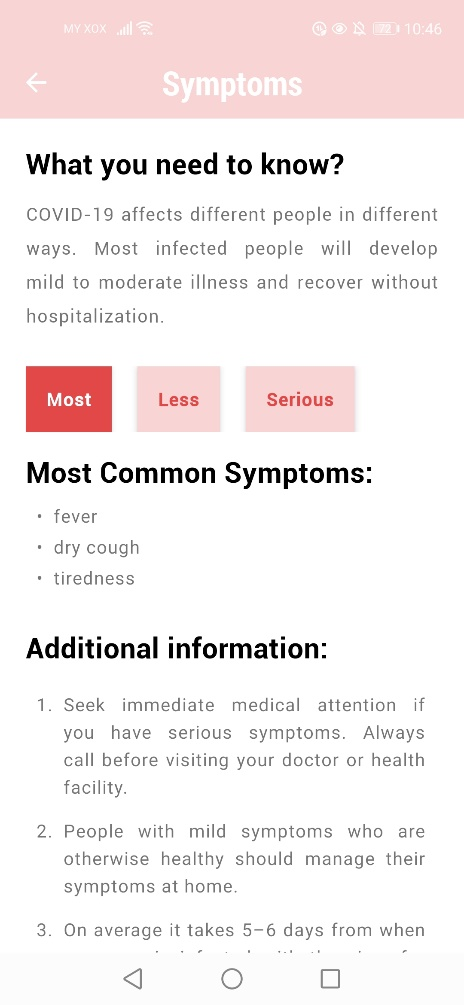 MY XOX 72 10:46
Symptoms
What you need to know?
COVID-19 affects different people in different
ways. Most infected people will develop
mild to moderate illness and recover without
hospitalization.
Most Less Serious
Most Common Symptoms:
• fever
• dry cough
• tiredness
Additional information:
1. Seek immediate medical attention if
you have serious symptoms. Always
call before visiting your doctor or health
facility.
2. People with mild symptoms who are
otherwise healthy should manage their
symptoms at home.
3. On average it takes 5–6 days from when